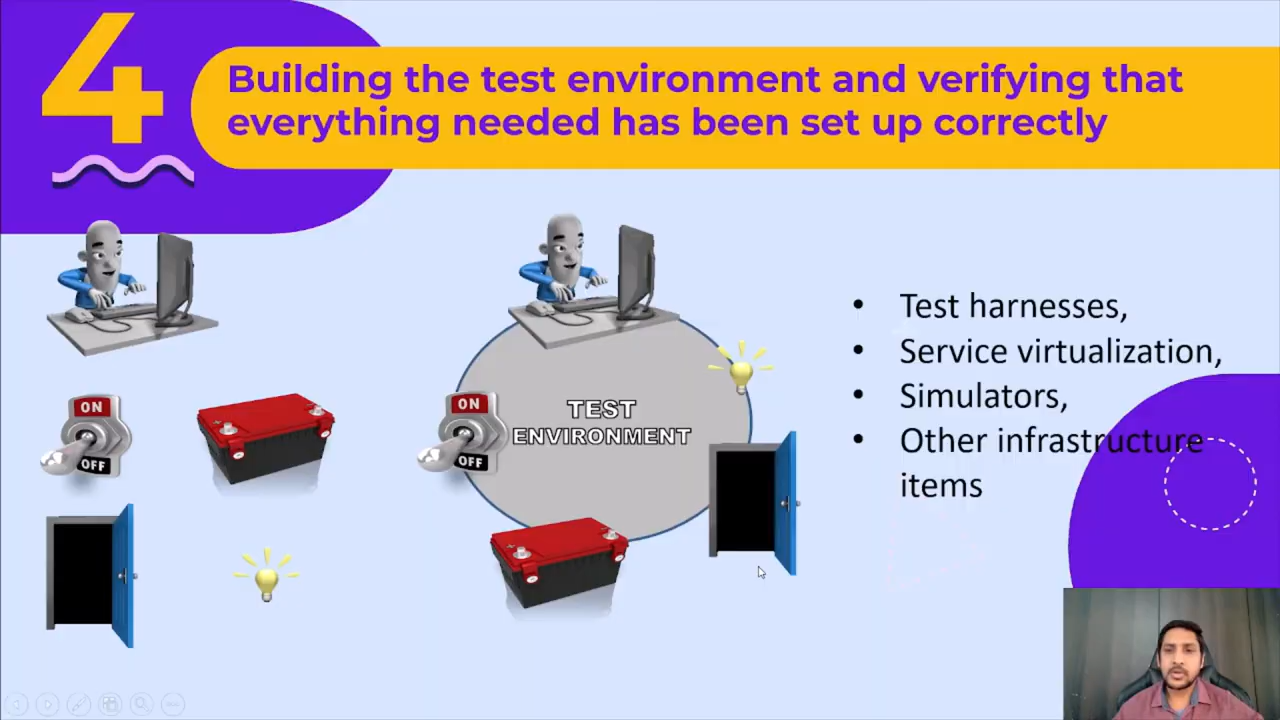 4
Building the test environment and verifying that
everything needed has been set up correctly
ON
OFF
ON
OFF
TEST
ENVIRONMENT
• Test harnesses,
• Service virtualization,
• Simulators,
• Other infrastructure
items